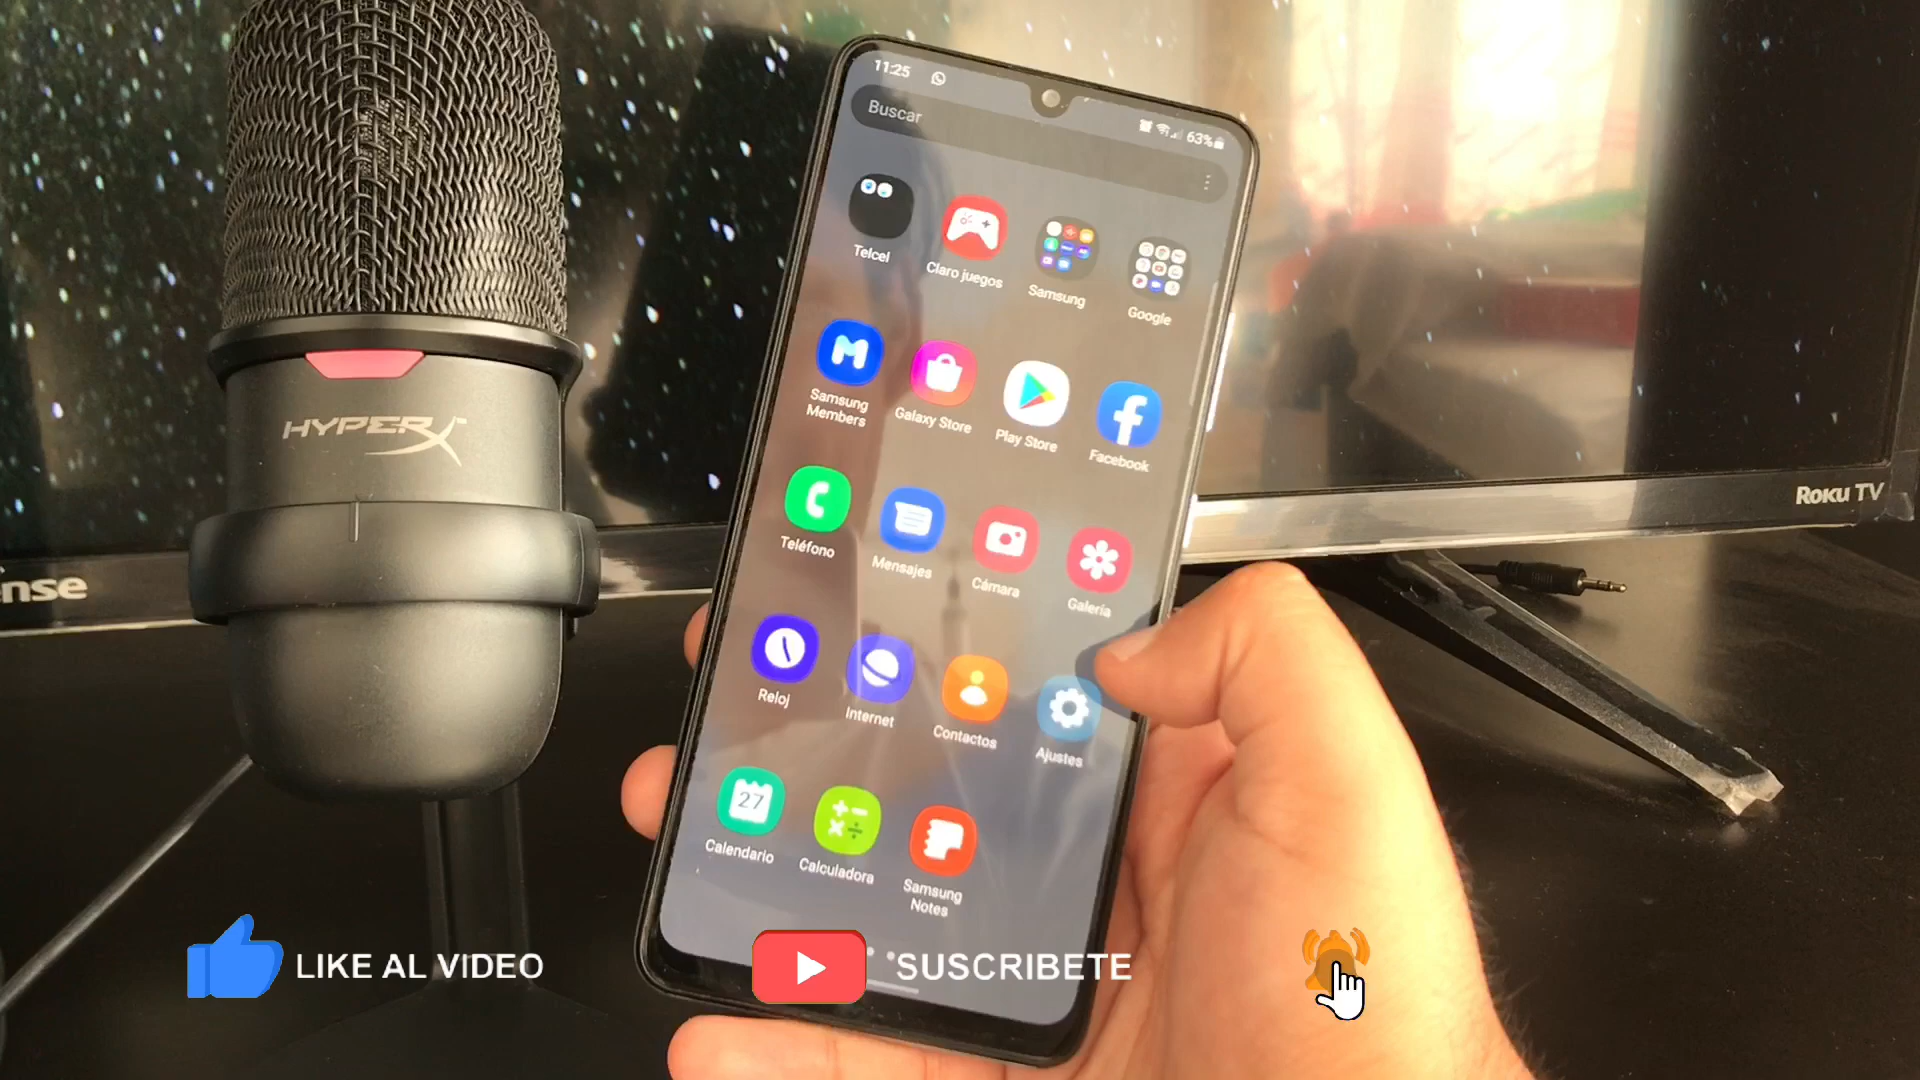 11:25
63%
Buscar
Telcel
Claro juegos
Samsung
Google
Samsung
Members
Galaxy Store
Play Store
Facebook
Teléfono
Mensajes
Cámara
Galería
Reloj
Internet
Contactos
Ajustes
27
Calendario
Calculadora
Samsung
Notes
HYPERX
nse
Roku TV
LIKE AL VIDEO
SUSCRIBETE